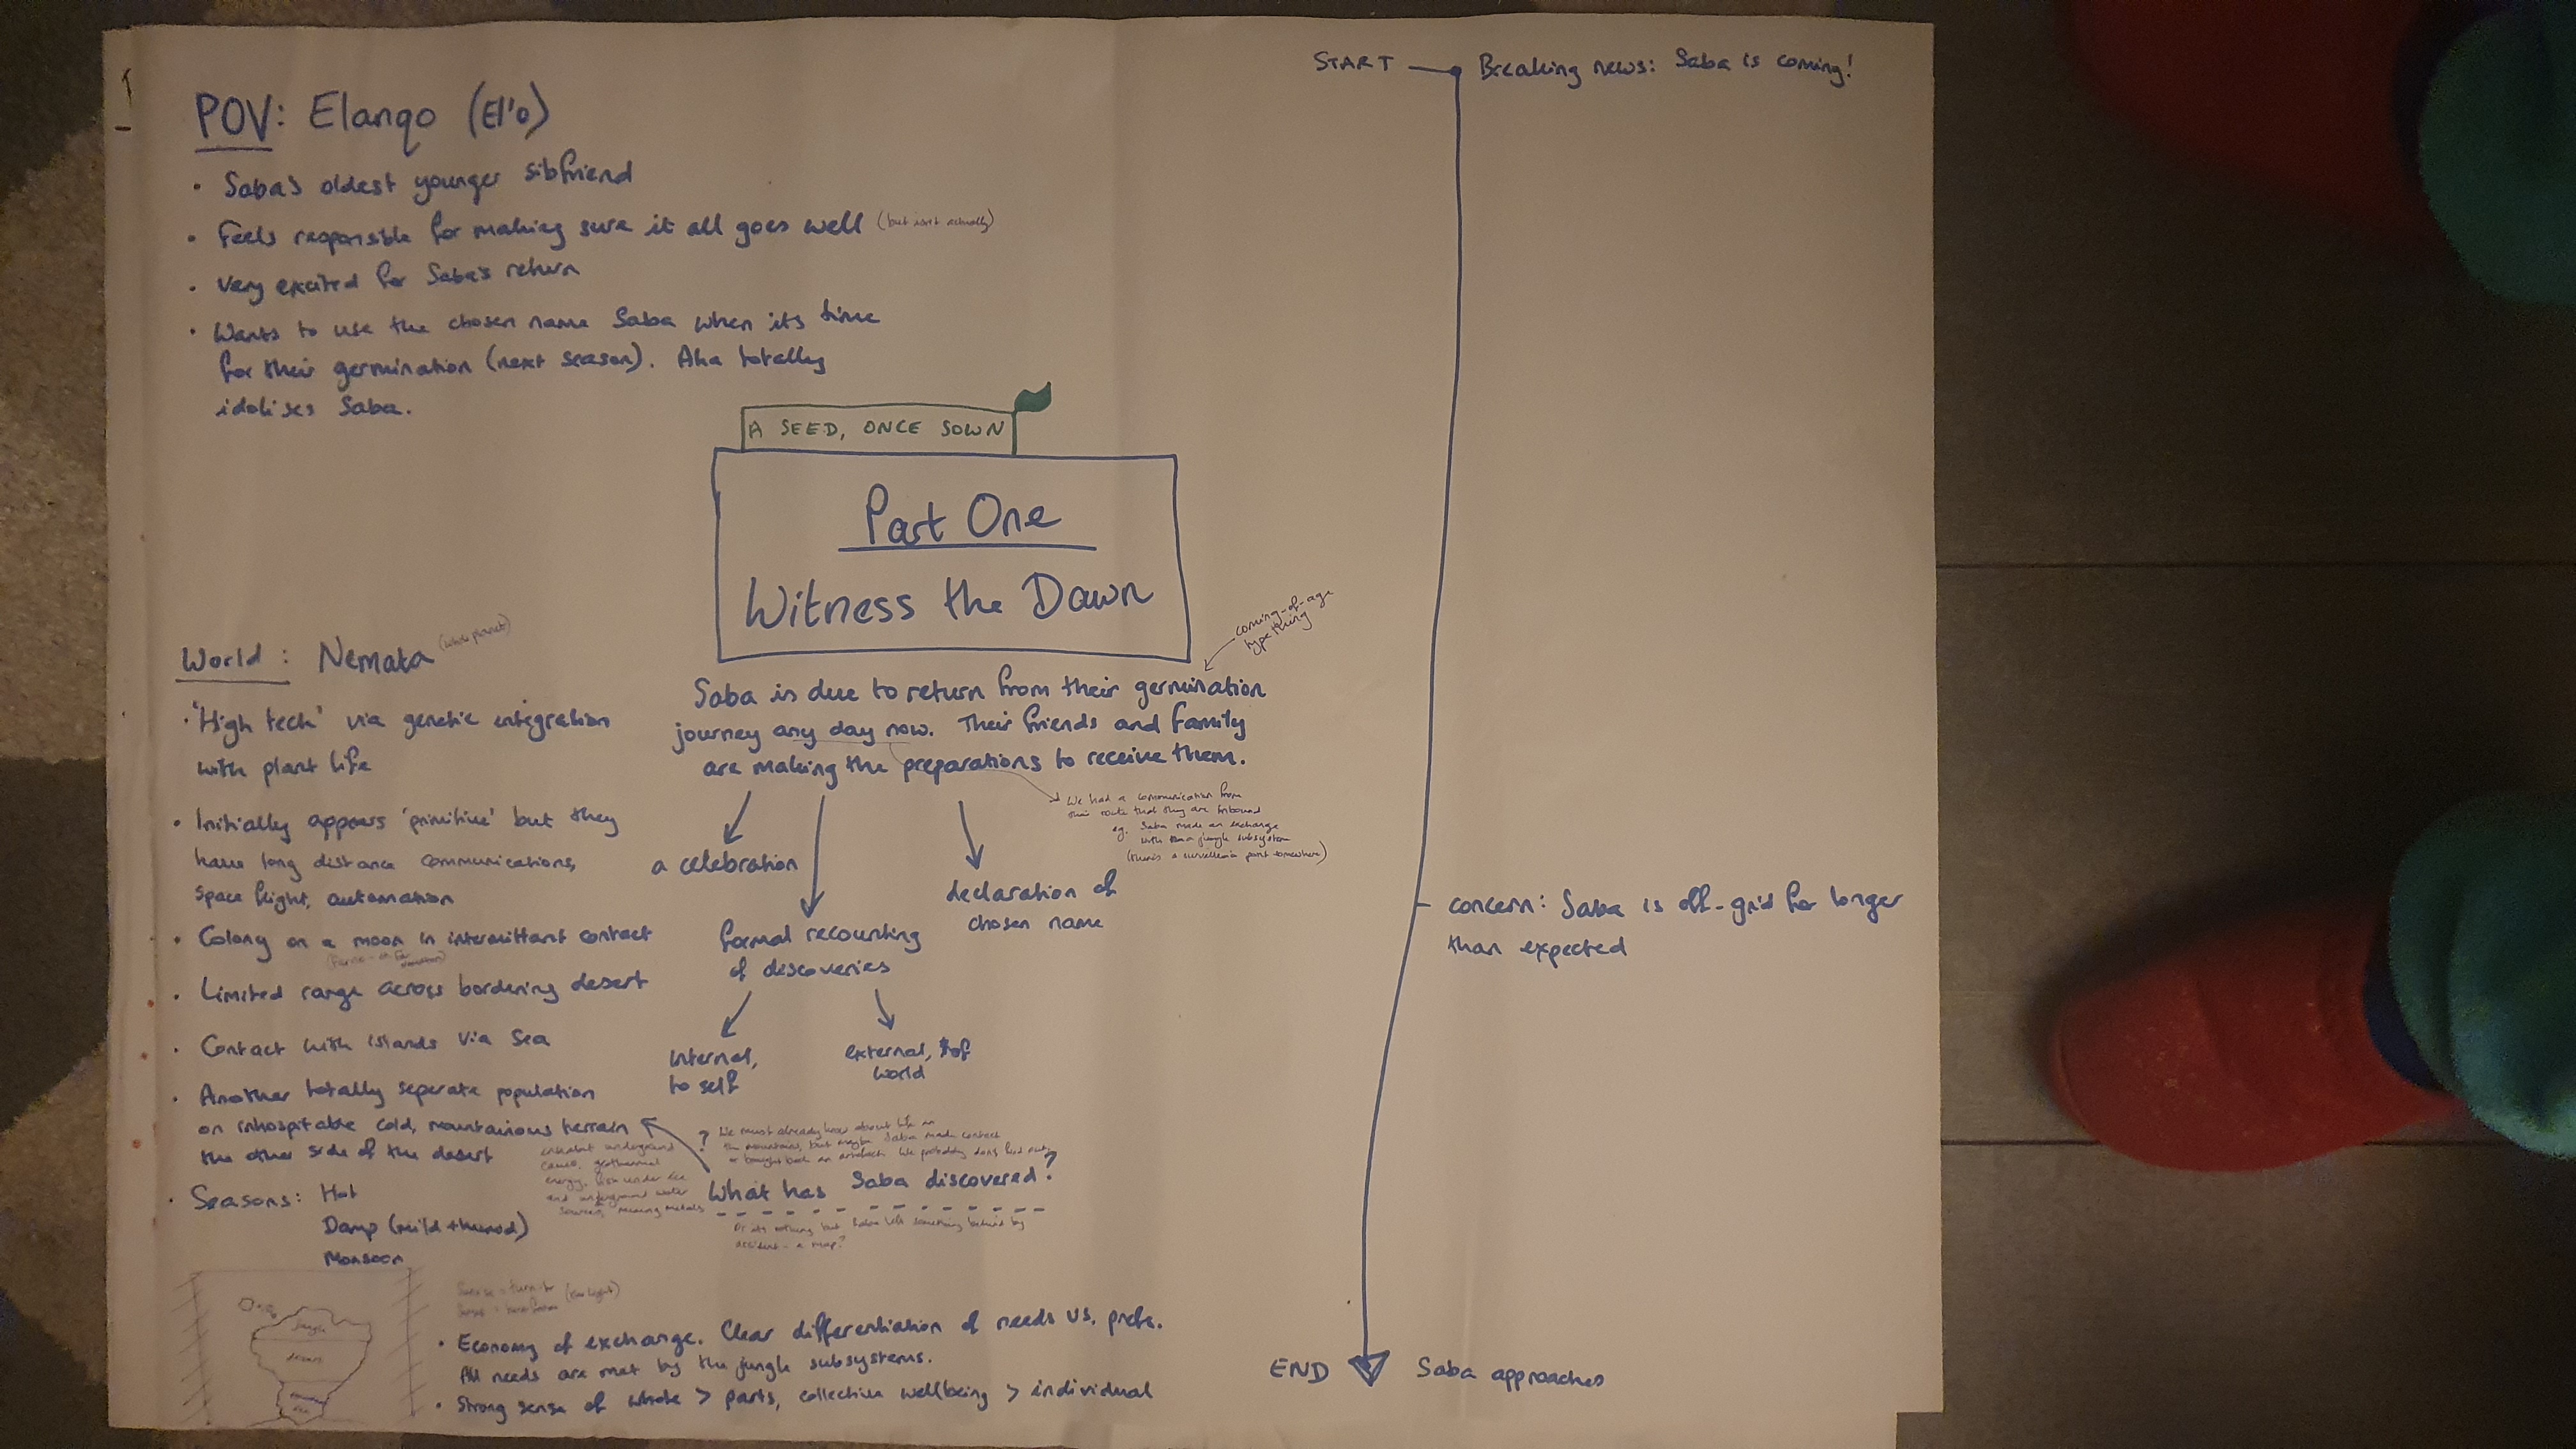 POV: Elanqo (El'o)
• Saba's oldest younger sibfriend
• Feels responsible for making sure it all goes well (but isn't actually)
• Very excited for Saba's return
• Wants to use the chosen name Saba when its time
for their germination (next season). Aka totally
idolises Saba.
A SEED, ONCE SOWN
Part One
Witness the Dawn
coming-of-age
type thing
Saba is due to return from their germination
journey any day now. Their friends and family
are making the preparations to receive them.
We had a communication from
their route that they are inbound
eg. Saba made an exchange
with the jungle subsystem
(there's a surveillance point somewhere)
a celebration
formal recounting
of discoveries
declaration of
chosen name
internal,
to self
external, of
world
? We must already know about life on
the mountains, but maybe Saba made contact
or bought back an artefact. We probably don't find out
What has Saba discovered?
Or its nothing but Saba left something behind by
accident - a map?
World: Nemata (whole planet)
• 'High tech' via genetic integration
with plant life
• Initially appears 'primitive' but they
have long distance communications,
space flight, automation
• Colony on a moon in intermittant contact
• Limited range across bordering desert
• Contact with islands via sea
• Another totally seperate population
on inhospitable cold, mountainous terrain
the other side of the desert
inhabit underground
caves, geothermal
energy, fish under ice
and underground water
sources, mining metals
• Seasons: Hot
Damp (mild + humid)
Monsoon
Jungle
desert
• Economy of exchange. Clear differentiation of needs vs. prefs.
All needs are met by the jungle subsystems.
• Strong sense of whole > parts, collective wellbeing > individual
START
Breaking news: Saba is coming!
concern: Saba is off-grid for longer
than expected
END
Saba approaches